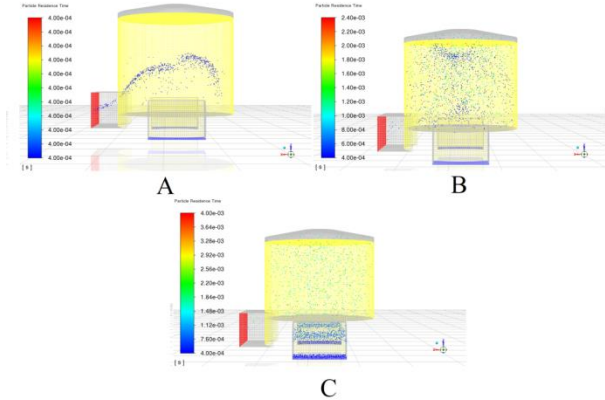 Particle Residence Time
4.00e-04
4.00e-04
4.00e-04
4.00e-04
4.00e-04
4.00e-04
4.00e-04
4.00e-04
4.00e-04
4.00e-04
4.00e-04
[ s ]
A
Particle Residence Time
2.40e-03
2.20e-03
2.00e-03
1.80e-03
1.60e-03
1.40e-03
1.20e-03
1.00e-03
8.00e-04
6.00e-04
4.00e-04
[ s ]
B
Particle Residence Time
4.00e-03
3.64e-03
3.28e-03
2.92e-03
2.56e-03
2.20e-03
1.84e-03
1.48e-03
1.12e-03
7.60e-04
4.00e-04
[ s ]
C